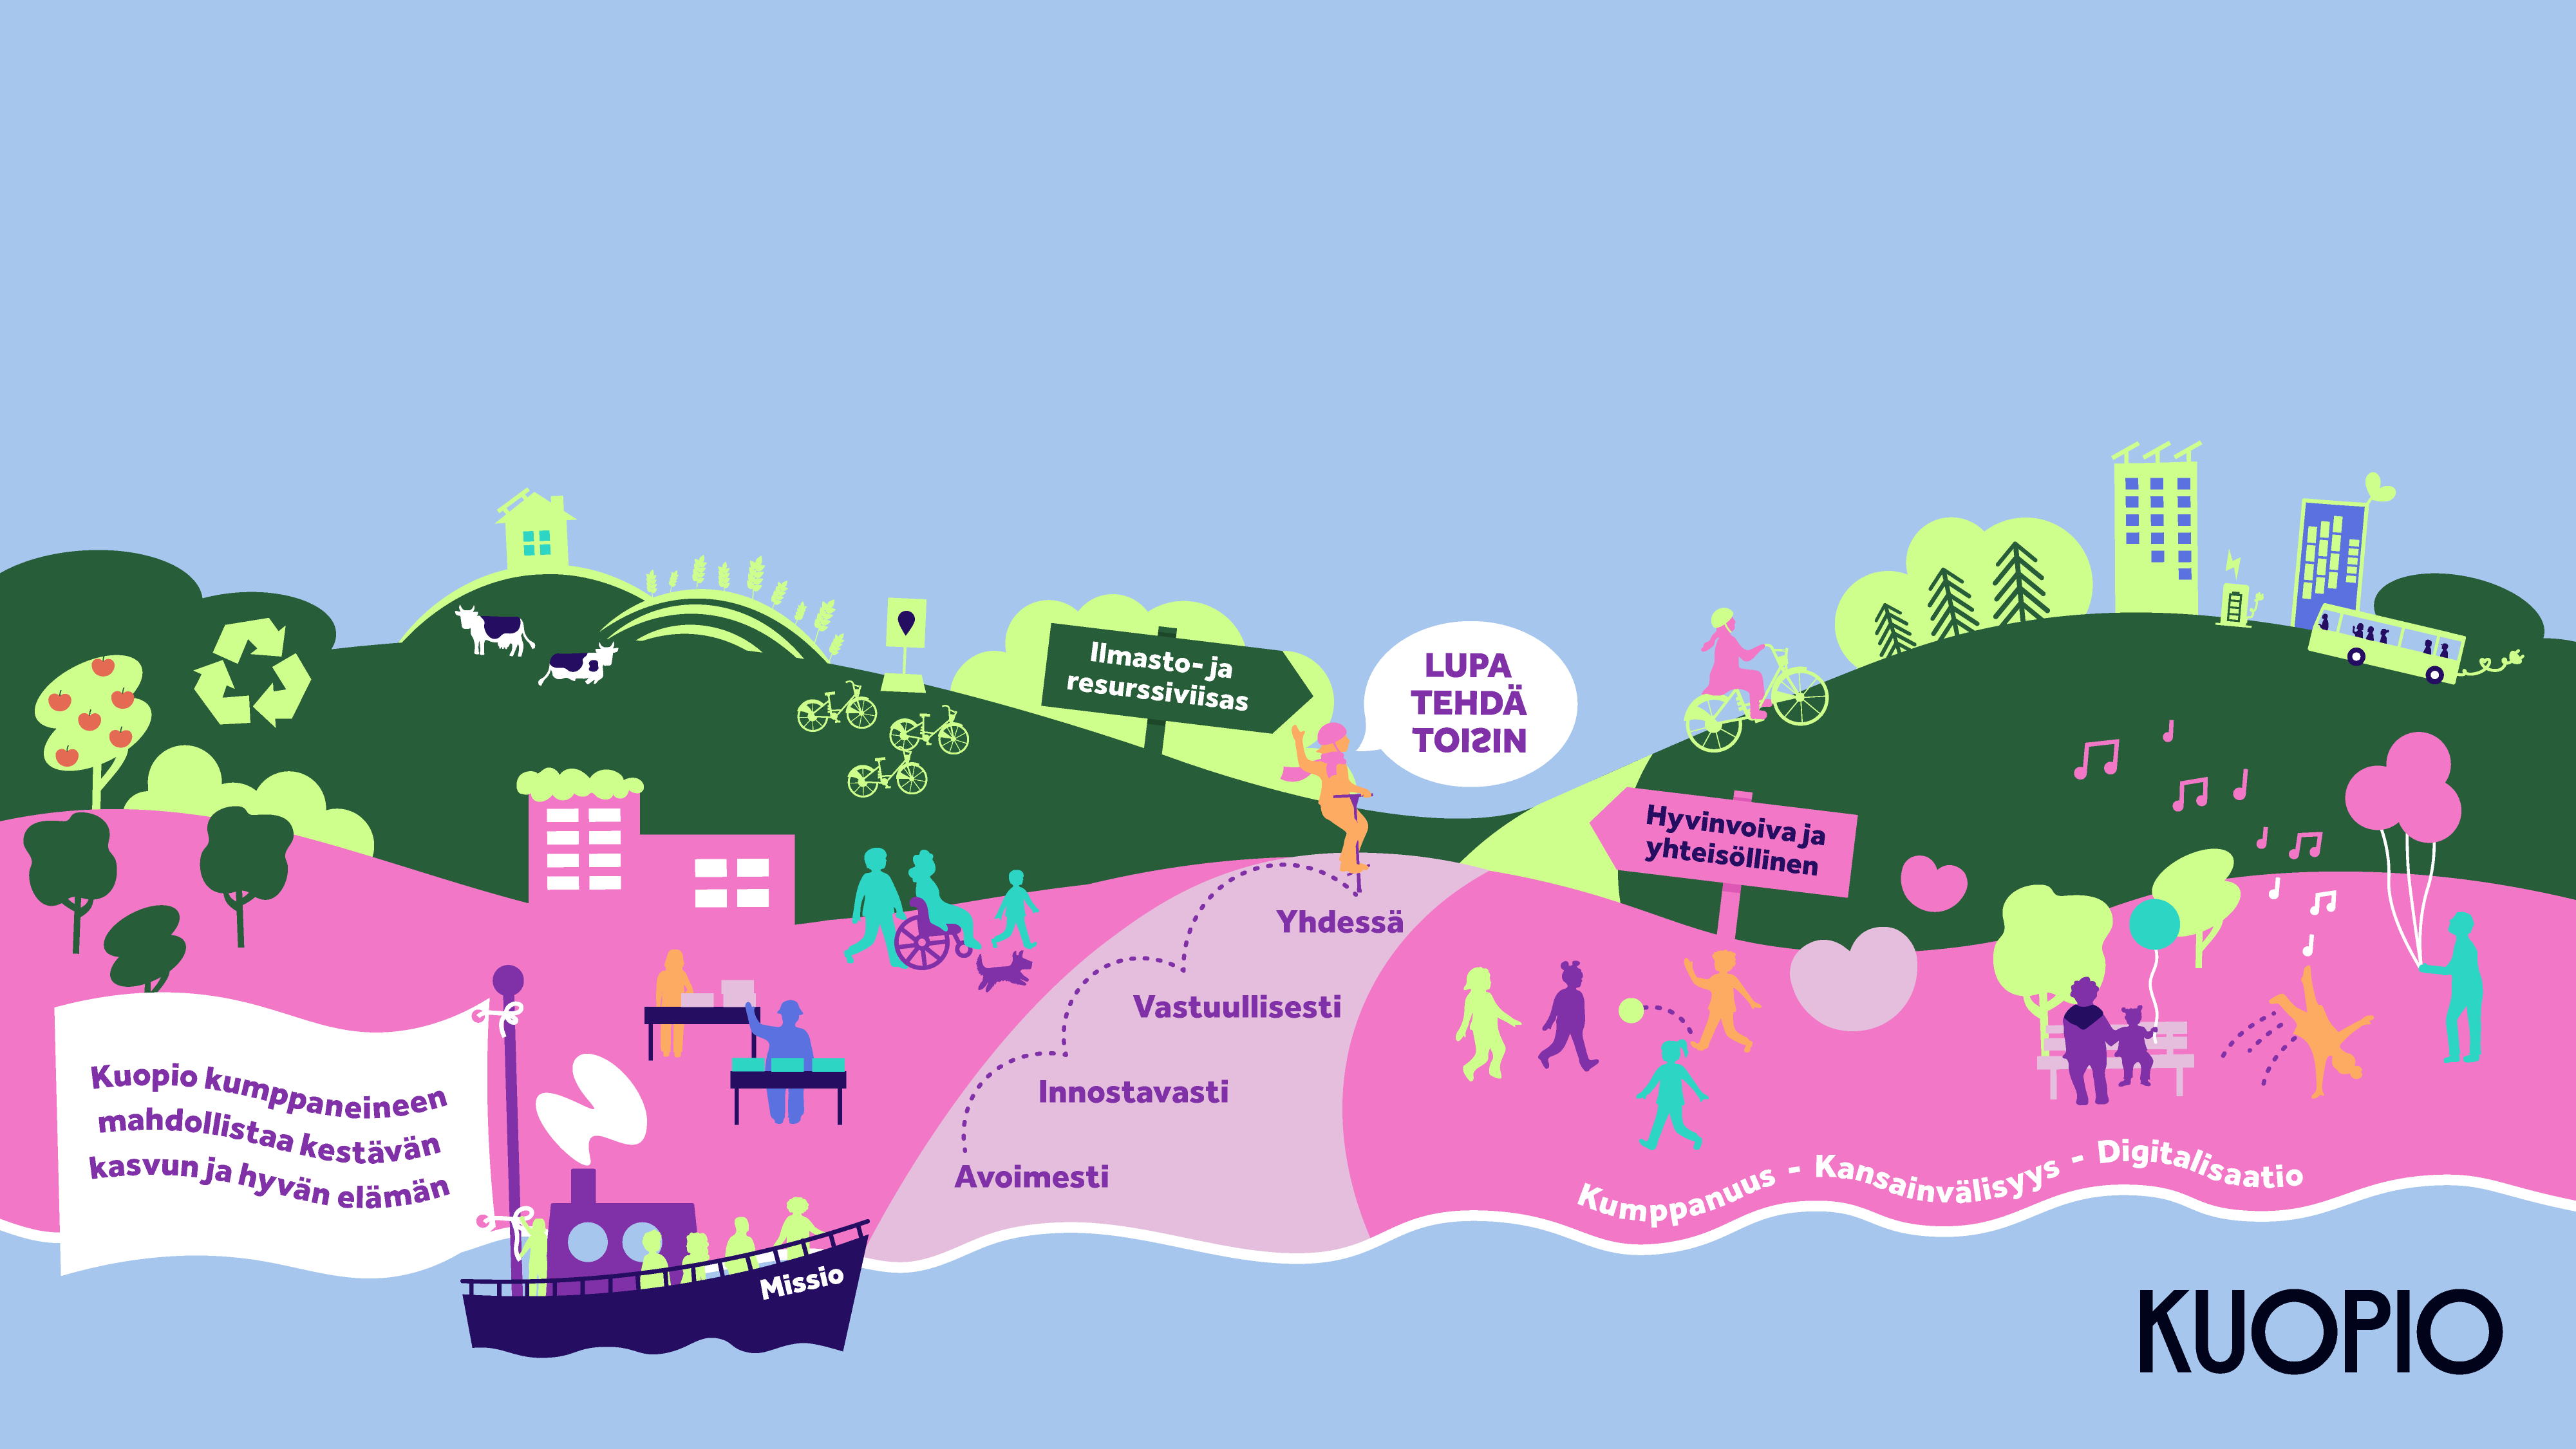 Ilmasto- ja
resurssiviisas
LUPA
TEHDÄ
TOISIN
Hyvinvoiva ja
yhteisöllinen
Yhdessä
Vastuullisesti
Innostavasti
Avoimesti
Kuopio kumppaneineen
mahdollistaa kestävän
kasvun ja hyvän elämän
Missio
Kumppanuus - Kansainvälisyys - Digitalisaatio
KUOPIO